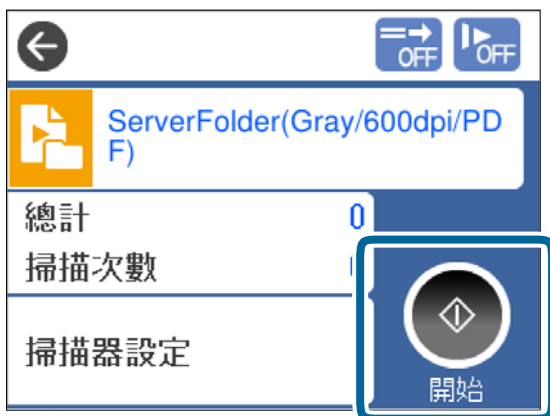 OFF OFF
ServerFolder(Gray/600dpi/PD
F)
總計 0
掃描次數
掃描器設定
開始